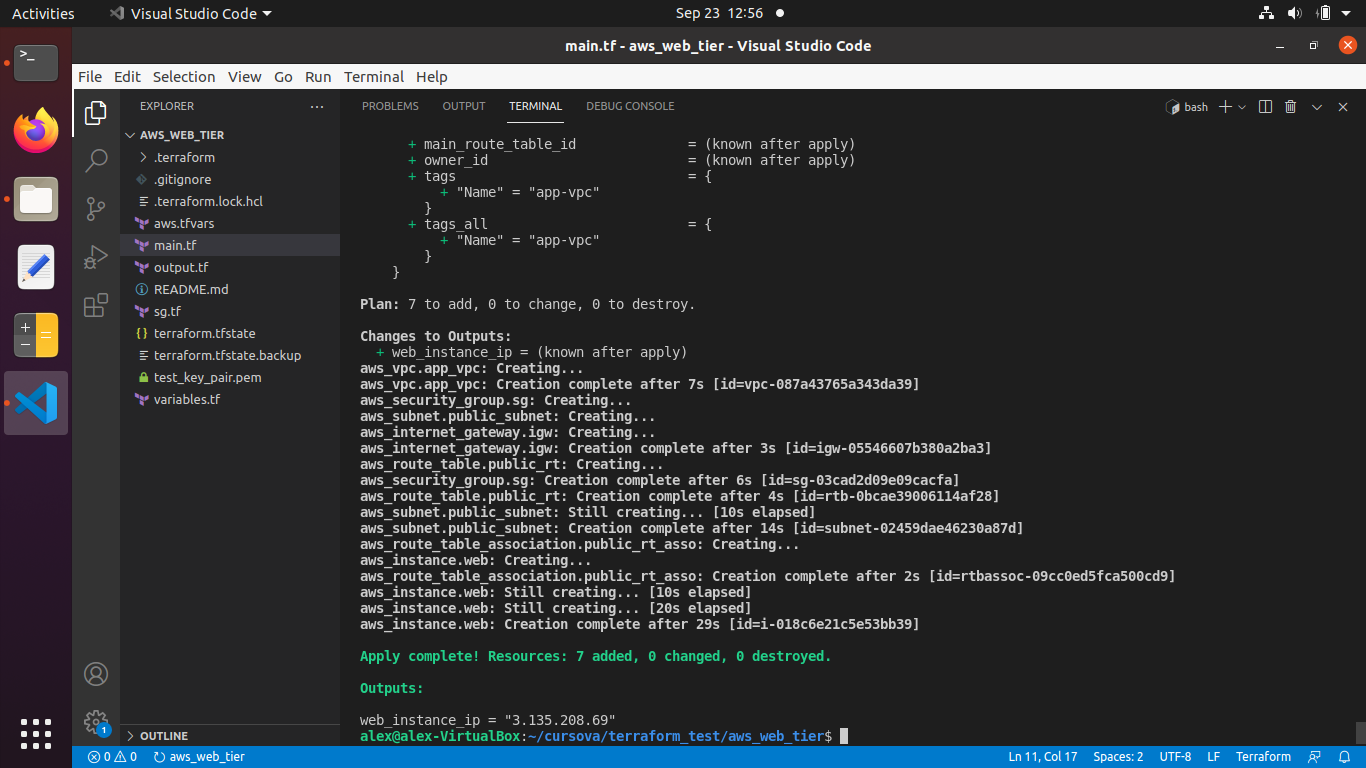 Activities
Visual Studio Code
Sep 23 12:56
main.tf - aws_web_tier - Visual Studio Code
File Edit Selection View Go Run Terminal Help
EXPLORER
AWS_WEB_TIER
.terraform
.gitignore
.terraform.lock.hcl
aws.tfvars
main.tf
output.tf
README.md
sg.tf
terraform.tfstate
terraform.tfstate.backup
test_key_pair.pem
variables.tf
OUTLINE
PROBLEMS OUTPUT TERMINAL DEBUG CONSOLE
bash
+ main_route_table_id = (known after apply)
+ owner_id = (known after apply)
+ tags = {
+ "Name" = "app-vpc"
}
+ tags_all = {
+ "Name" = "app-vpc"
}
}
Plan: 7 to add, 0 to change, 0 to destroy.
Changes to Outputs:
+ web_instance_ip = (known after apply)
aws_vpc.app_vpc: Creating...
aws_vpc.app_vpc: Creation complete after 7s [id=vpc-087a43765a343da39]
aws_security_group.sg: Creating...
aws_subnet.public_subnet: Creating...
aws_internet_gateway.igw: Creating...
aws_internet_gateway.igw: Creation complete after 3s [id=igw-05546607b380a2ba3]
aws_route_table.public_rt: Creating...
aws_security_group.sg: Creation complete after 6s [id=sg-03cad2d09e09cacfa]
aws_route_table.public_rt: Creation complete after 4s [id=rtb-0bcae39006114af28]
aws_subnet.public_subnet: Still creating... [10s elapsed]
aws_subnet.public_subnet: Creation complete after 14s [id=subnet-02459dae46230a87d]
aws_route_table_association.public_rt_asso: Creating...
aws_instance.web: Creating...
aws_route_table_association.public_rt_asso: Creation complete after 2s [id=rtbassoc-09cc0ed5fca500cd9]
aws_instance.web: Still creating... [10s elapsed]
aws_instance.web: Still creating... [20s elapsed]
aws_instance.web: Creation complete after 29s [id=i-018c6e21c5e53bb39]
Apply complete! Resources: 7 added, 0 changed, 0 destroyed.
Outputs:
web_instance_ip = "3.135.208.69"
alex@alex-VirtualBox:~/cursova/terraform_test/aws_web_tier$
1
0 0 aws_web_tier
Ln 11, Col 17 Spaces: 2 UTF-8 LF Terraform